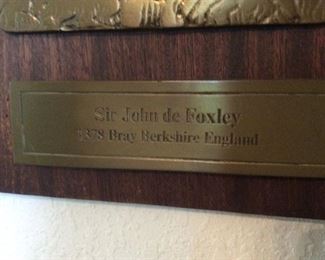 Sir John de Foxley
1378 Bray Berkshire England